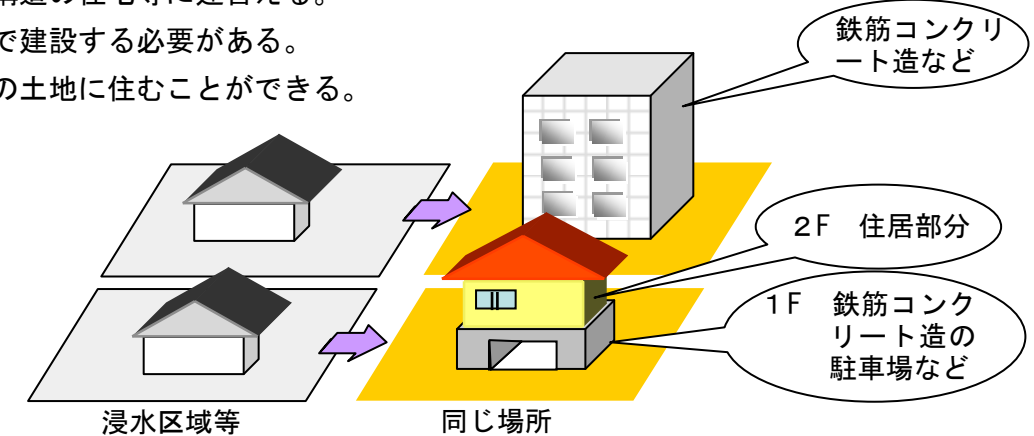 構造の住宅等に建替える。
で建設する必要がある。
の土地に住むことができる。
鉄筋コンクリ
ート造など
２F　住居部分
１F　鉄筋コンク
リート造の
駐車場など
浸水区域等
同じ場所